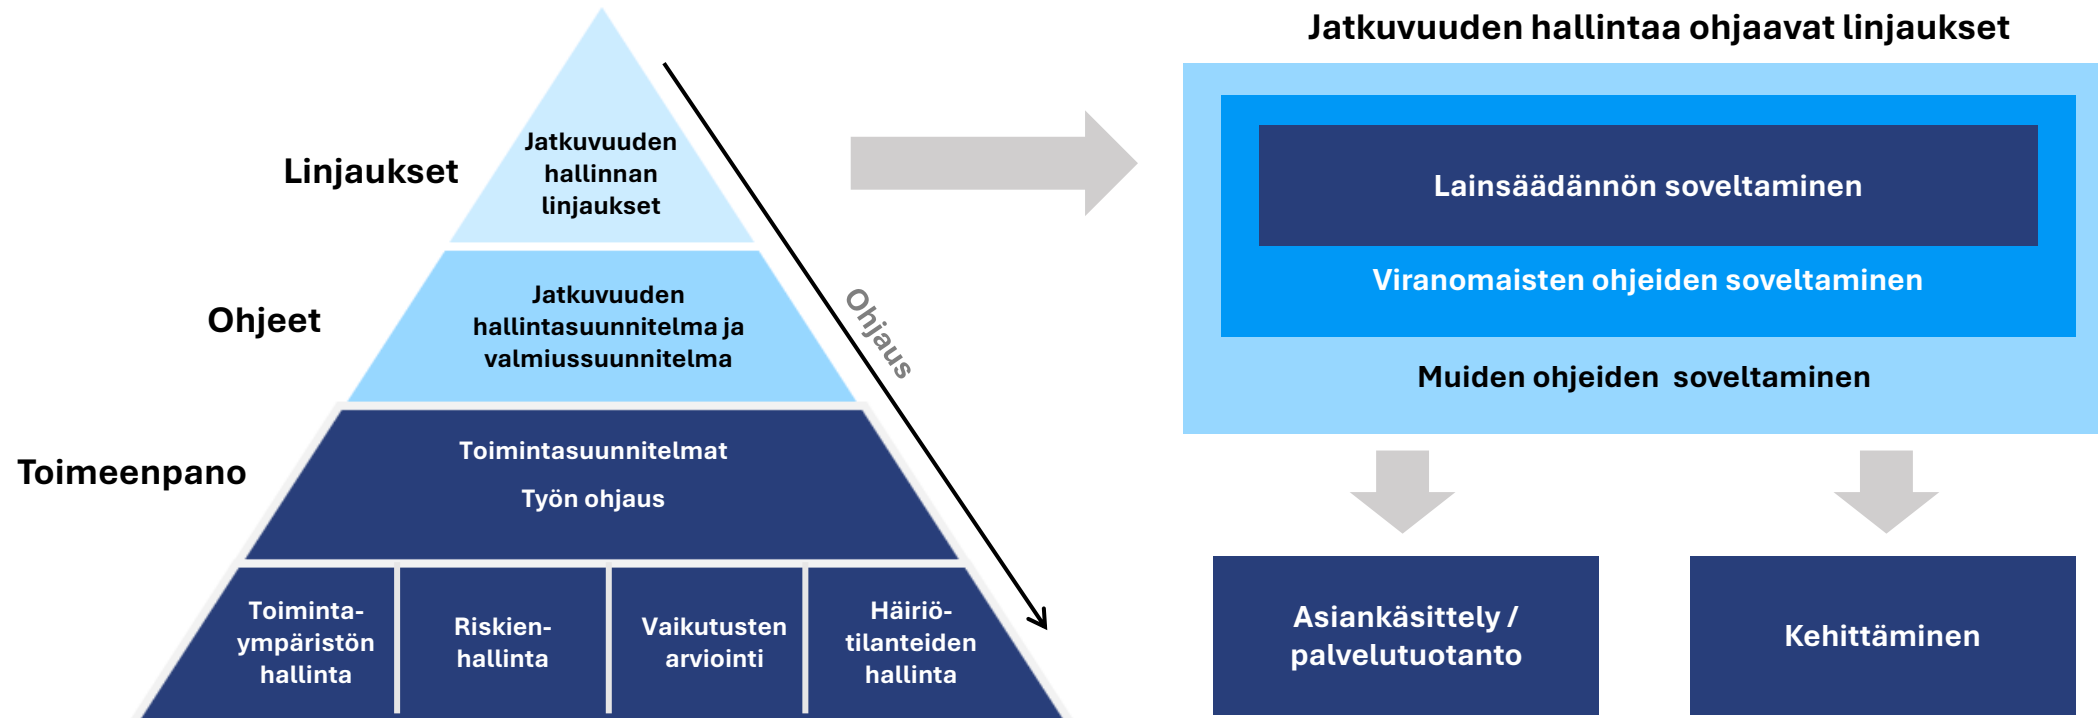 Linjaukset
Jatkuvuuden
hallinnan
linjaukset
Ohjeet
Jatkuvuuden
hallintasuunnitelma ja
valmiussuunnitelma
Ohjaus
Toimeenpano
Toimintasuunnitelmat
Työn ohjaus
Toiminta-
ympäristön
hallinta
Riskien-
hallinta
Vaikutusten
arviointi
Häiriö-
tilanteiden
hallinta
Jatkuvuuden hallintaa ohjaavat linjaukset
Lainsäädännön soveltaminen
Viranomaisten ohjeiden soveltaminen
Muiden ohjeiden soveltaminen
Asiankäsittely /
palvelutuotanto
Kehittäminen